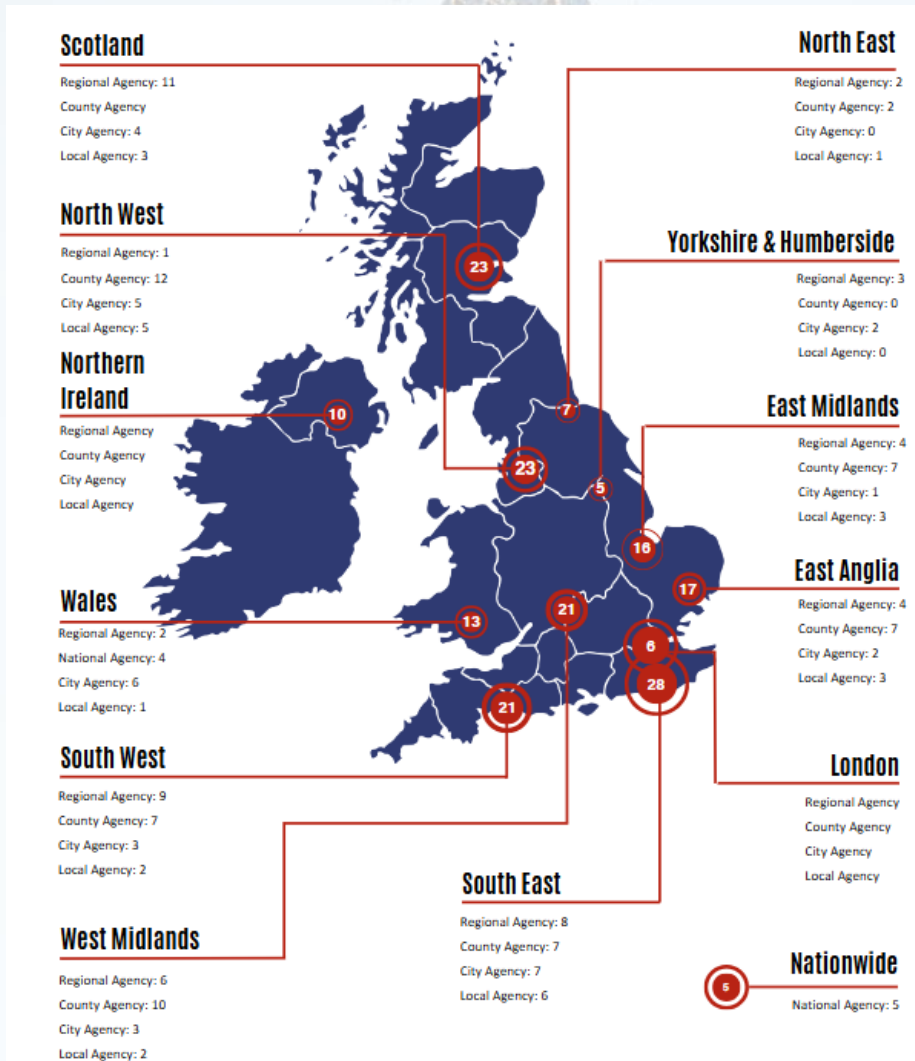 Scotland
Regional Agency: 11
County Agency
City Agency: 4
Local Agency: 3
North West
Regional Agency: 1
County Agency: 12
City Agency: 5
Local Agency: 5
Northern
Ireland
Regional Agency
County Agency
City Agency
Local Agency
Wales
Regional Agency: 2
National Agency: 4
City Agency: 6
Local Agency: 1
South West
Regional Agency: 9
County Agency: 7
City Agency: 3
Local Agency: 2
West Midlands
Regional Agency: 6
County Agency: 10
City Agency: 3
Local Agency: 2
23
10
7
23
5
16
17
13
21
6
28
21
South East
Regional Agency: 8
County Agency: 7
City Agency: 7
Local Agency: 6
North East
Regional Agency: 2
County Agency: 2
City Agency: 0
Local Agency: 1
Yorkshire & Humberside
Regional Agency: 3
County Agency: 0
City Agency: 2
Local Agency: 0
East Midlands
Regional Agency: 4
County Agency: 7
City Agency: 1
Local Agency: 3
East Anglia
Regional Agency: 4
County Agency: 7
City Agency: 2
Local Agency: 3
London
Regional Agency
County Agency
City Agency
Local Agency
Nationwide
5
National Agency: 5